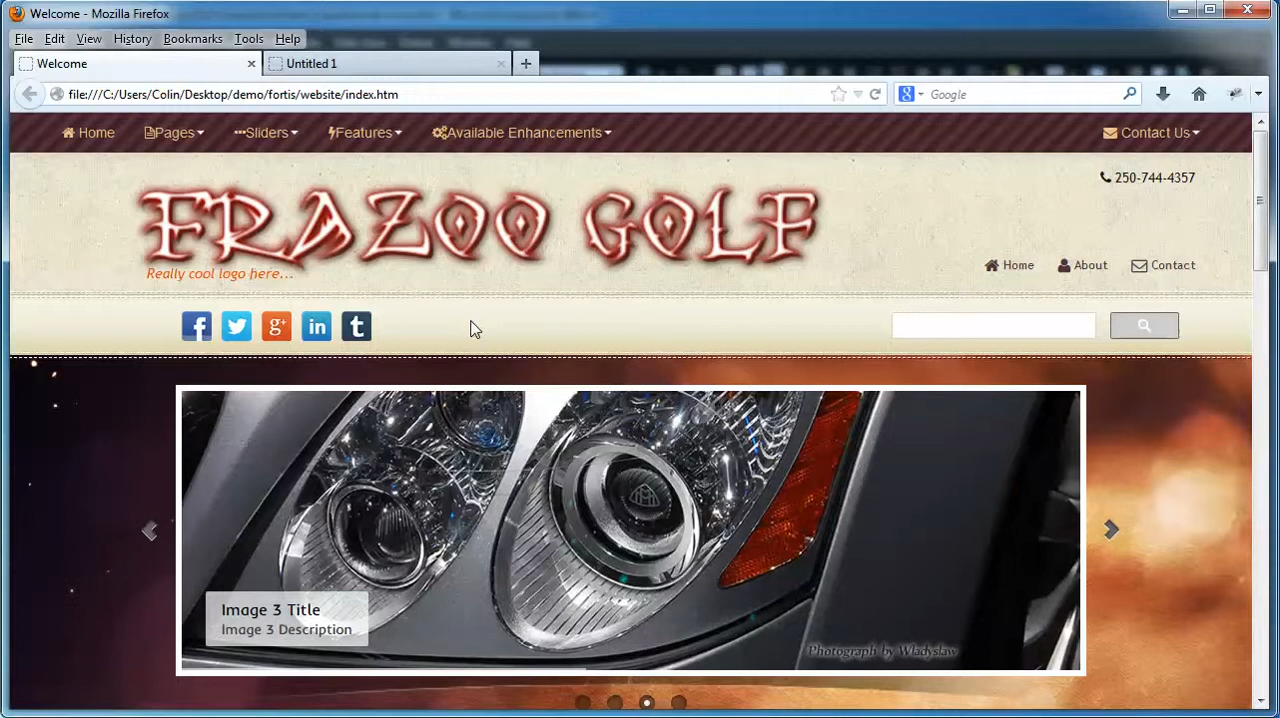 Welcome - Mozilla Firefox
File Edit View History Bookmarks Tools Help
Welcome
Untitled 1
file:///C:/Users/Colin/Desktop/demo/fortis/website/index.htm
Google
Home Pages Sliders Features Available Enhancements Contact Us
250-744-4357
FRAZOO GOLF
Really cool logo here...
Home About Contact
Image 3 Title
Image 3 Description
Photograph by Wladyslaw